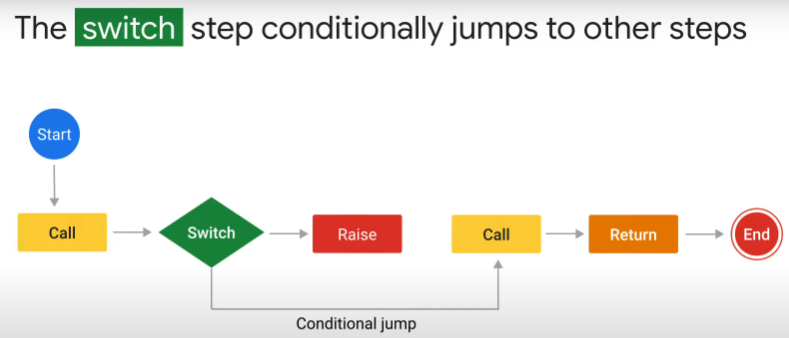 The switch step conditionally jumps to other steps
Start
Call
Switch
Raise
Call
Return
End
Conditional jump